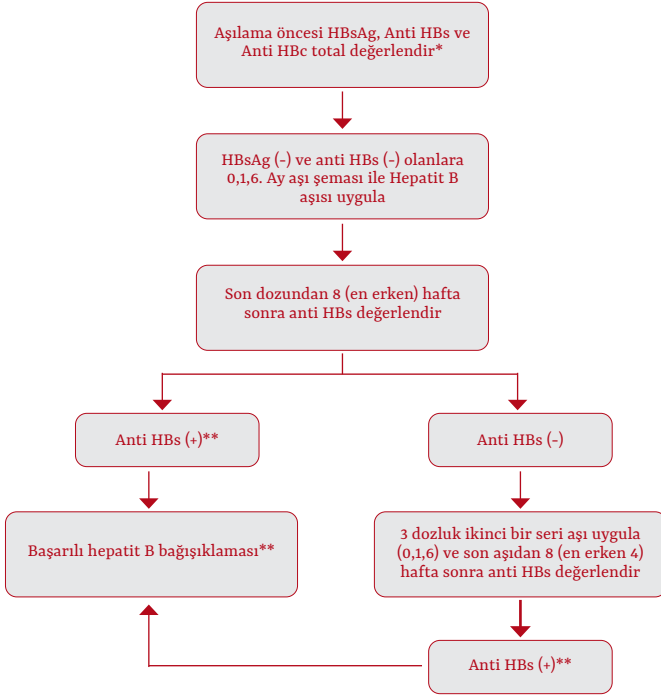 Aşılama öncesi HBsAg, Anti HBs ve
Anti HBc total değerlendir*
HBsAg (-) ve anti HBs (-) olanlara
0,1,6. Ay aşı şeması ile Hepatit B
aşısı uygula
Son dozundan 8 (en erken) hafta
sonra anti HBs değerlendir
Anti HBs (+)**
Anti HBs (-)
Başarılı hepatit B bağışıklaması**
3 dozluk ikinci bir seri aşı uygula
(0,1,6) ve son aşıdan 8 (en erken 4)
hafta sonra anti HBs değerlendir
Anti HBs (+)**